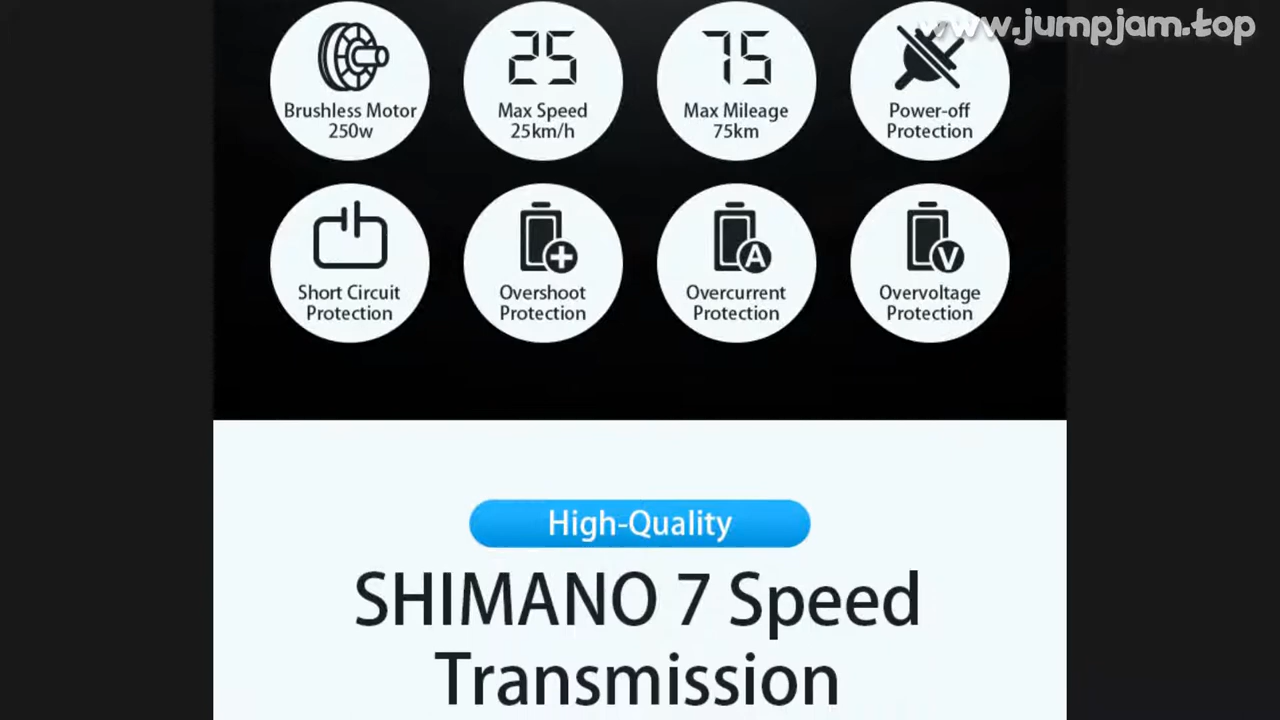 www.jumpjam.top
25
75
Brushless Motor
250w
Max Speed
25km/h
Max Mileage
75km
Power-off
Protection
Short Circuit
Protection
Overshoot
Protection
A
Overcurrent
Protection
V
Overvoltage
Protection
High-Quality
SHIMANO 7 Speed
Transmission